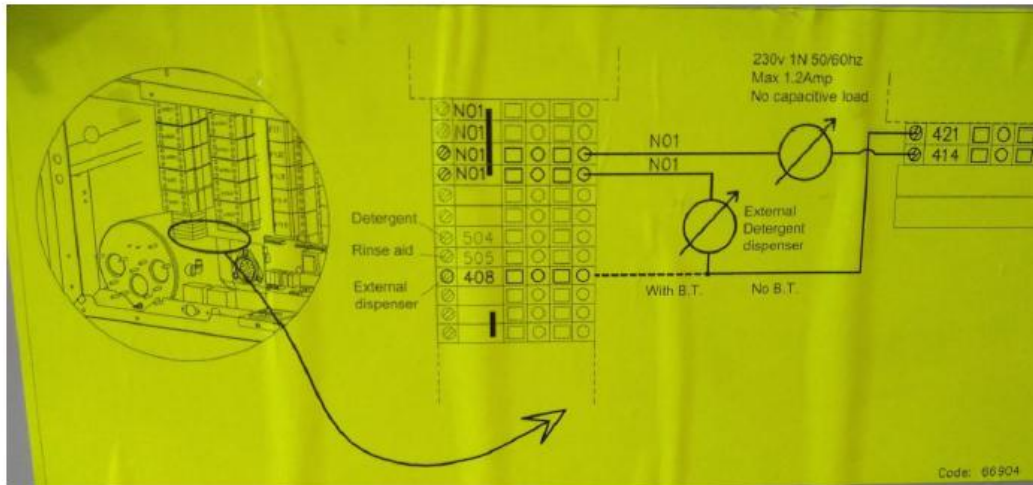 230v 1N 50/60hz
Max 1.2Amp
No capacitive load
N01
N01
N01
N01
N01
N01
421
414
Detergent
504
Rinse aid
505
External
dispenser
408
External
Detergent
dispenser
With B.T.
No B.T.
Code: 66904